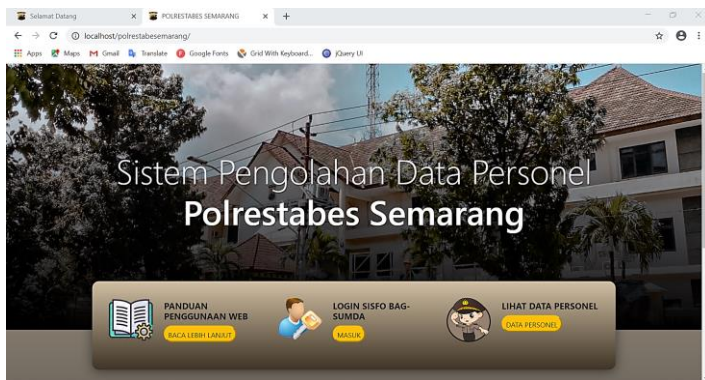 Selamat Datang
POLRESTABES SEMARANG
localhost/polrestabesemarang/
Apps Maps Gmail Translate Google Fonts Grid With Keyboard... jQuery UI
Sistem Pengolahan Data Personel
Polrestabes Semarang
PANDUAN
PENGGUNAAN WEB
BACA LEBIH LANJUT
LOGIN SISFO BAG-
SUMDA
MASUK
LIHAT DATA PERSONEL
DATA PERSONEL